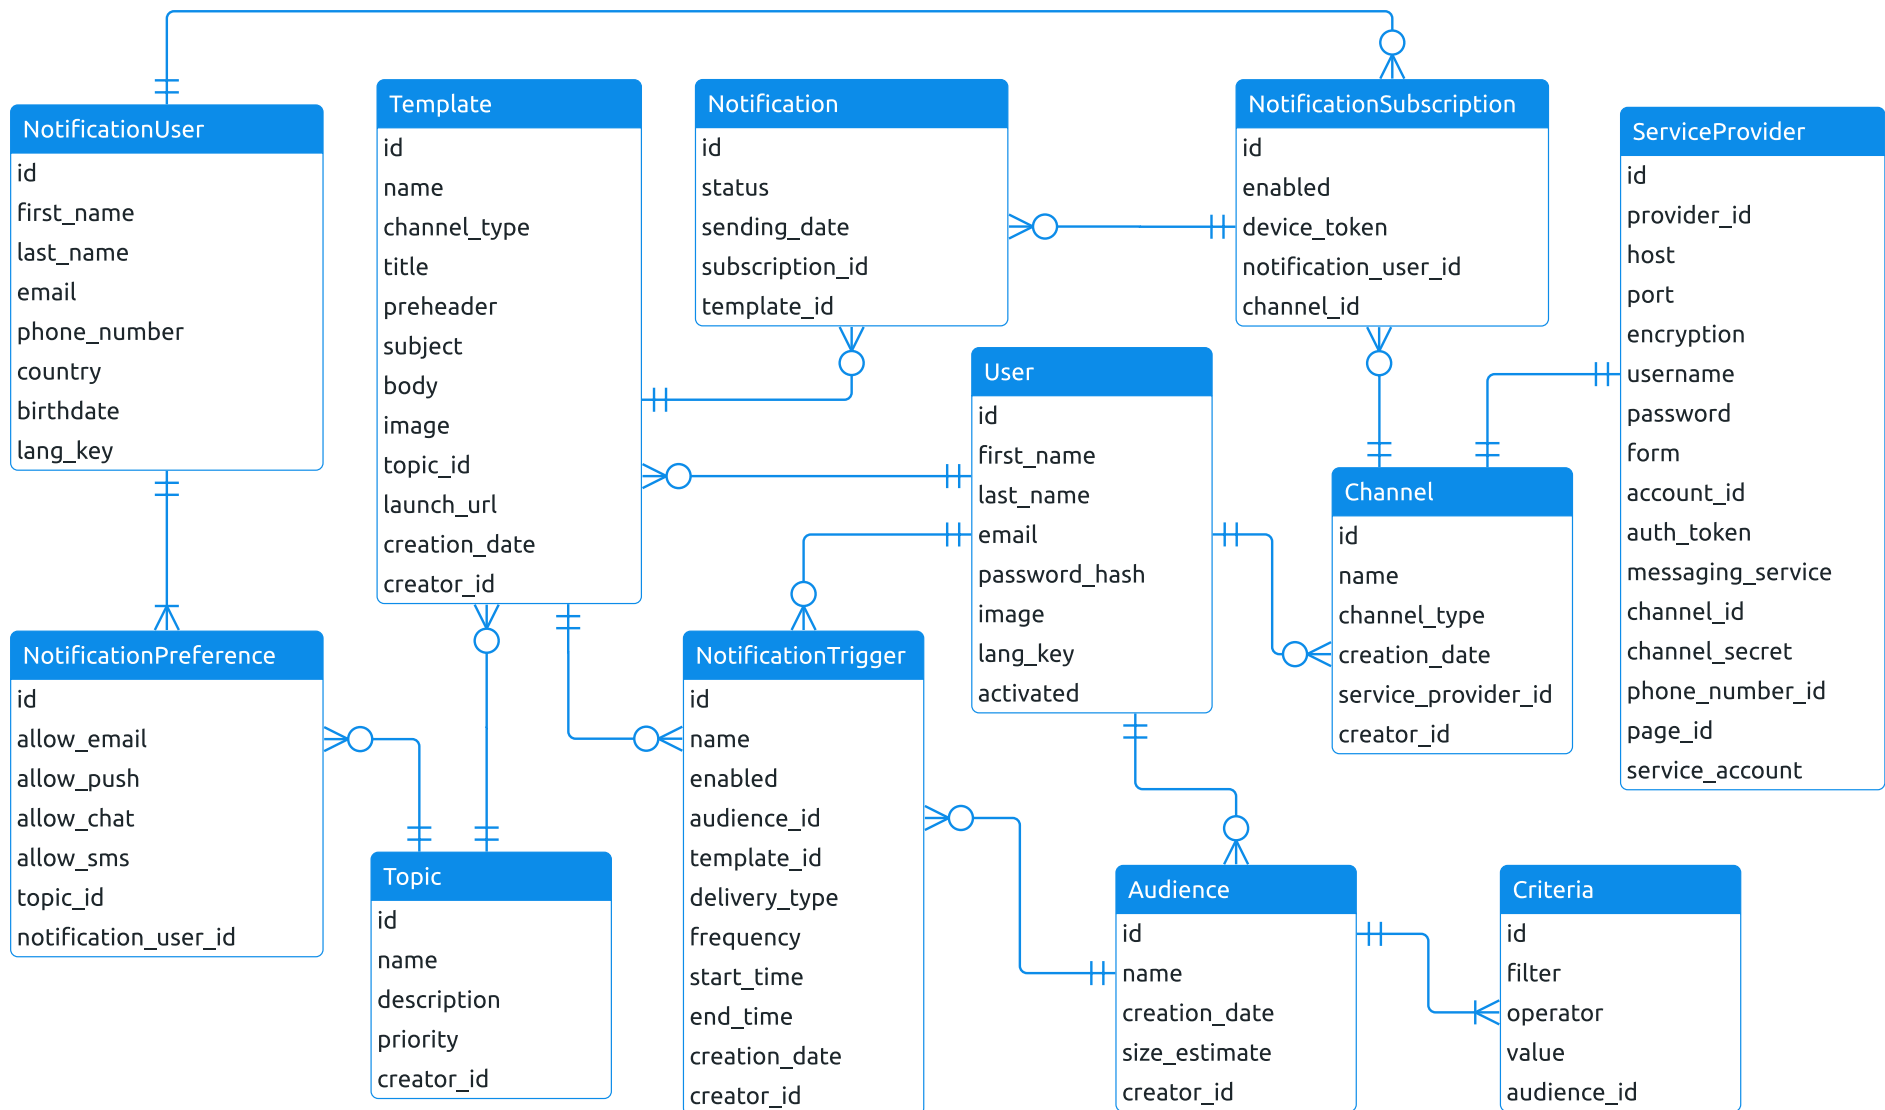 NotificationUser
id
first_name
last_name
email
phone_number
country
birthdate
lang_key
Template
id
name
channel_type
title
preheader
subject
body
image
topic_id
launch_url
creation_date
creator_id
Notification
id
status
sending_date
subscription_id
template_id
NotificationSubscription
id
enabled
device_token
notification_user_id
channel_id
ServiceProvider
id
provider_id
host
port
encryption
username
password
form
account_id
auth_token
messaging_service
channel_id
channel_secret
phone_number_id
page_id
service_account
User
id
first_name
last_name
email
password_hash
image
lang_key
activated
Channel
id
name
channel_type
creation_date
service_provider_id
creator_id
NotificationPreference
id
allow_email
allow_push
allow_chat
allow_sms
topic_id
notification_user_id
Topic
id
name
description
priority
creator_id
NotificationTrigger
id
name
enabled
audience_id
template_id
delivery_type
frequency
start_time
end_time
creation_date
creator_id
Audience
id
name
creation_date
size_estimate
creator_id
Criteria
id
filter
operator
value
audience_id